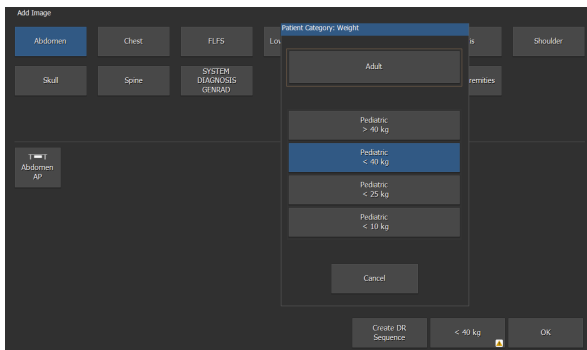 Add Image
Patient Category: Weight
Abdomen
Chest
FLFS
Lo
is
Shoulder
Adult
Skull
Spine
SYSTEM
DIAGNOSIS
GENRAD
remities
Pediatric
> 40 kg
Pediatric
< 40 kg
Pediatric
< 25 kg
Pediatric
< 10 kg
Abdomen
AP
Cancel
Create DR
Sequence
< 40 kg
OK